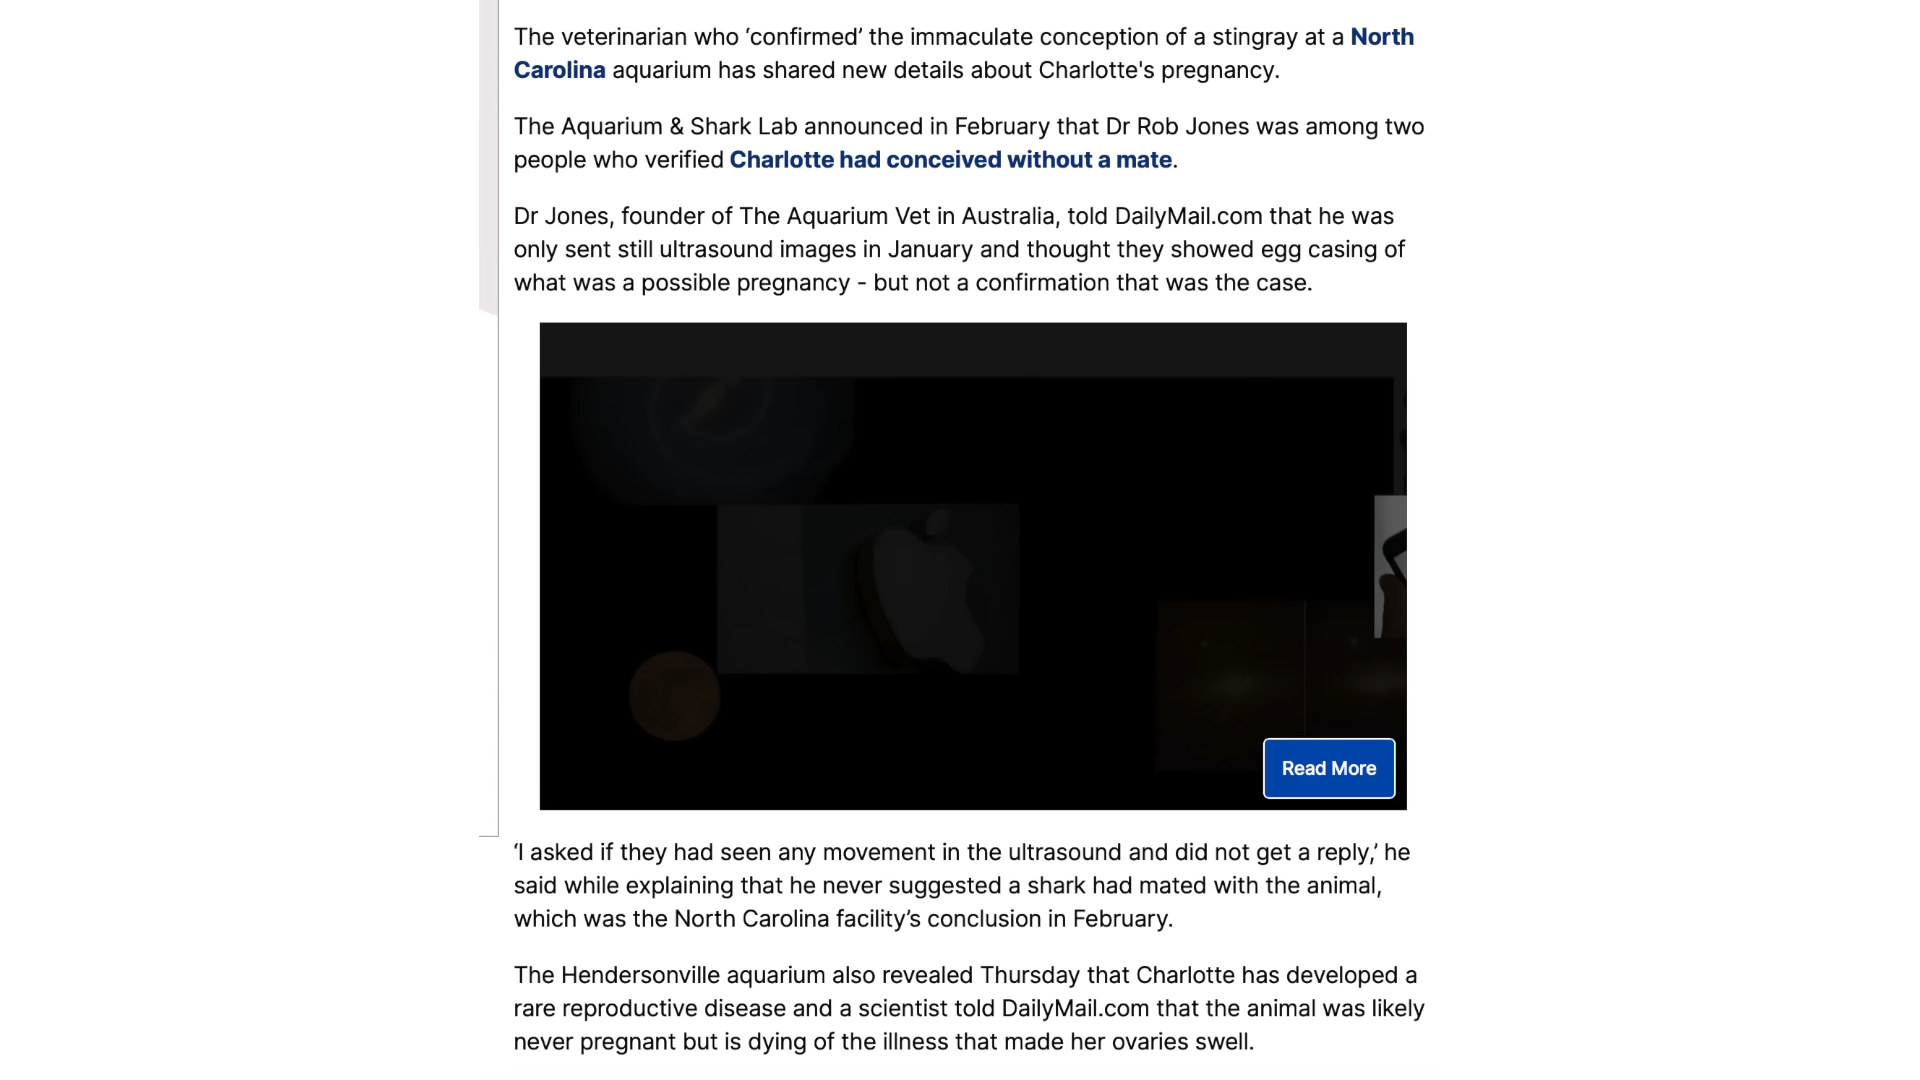 The veterinarian who ‘confirmed’ the immaculate conception of a stingray at a North
Carolina aquarium has shared new details about Charlotte's pregnancy.
The Aquarium & Shark Lab announced in February that Dr Rob Jones was among two
people who verified Charlotte had conceived without a mate.
Dr Jones, founder of The Aquarium Vet in Australia, told DailyMail.com that he was
only sent still ultrasound images in January and thought they showed egg casing of
what was a possible pregnancy - but not a confirmation that was the case.
Read More
‘I asked if they had seen any movement in the ultrasound and did not get a reply,’ he
said while explaining that he never suggested a shark had mated with the animal,
which was the North Carolina facility’s conclusion in February.
The Hendersonville aquarium also revealed Thursday that Charlotte has developed a
rare reproductive disease and a scientist told DailyMail.com that the animal was likely
never pregnant but is dying of the illness that made her ovaries swell.